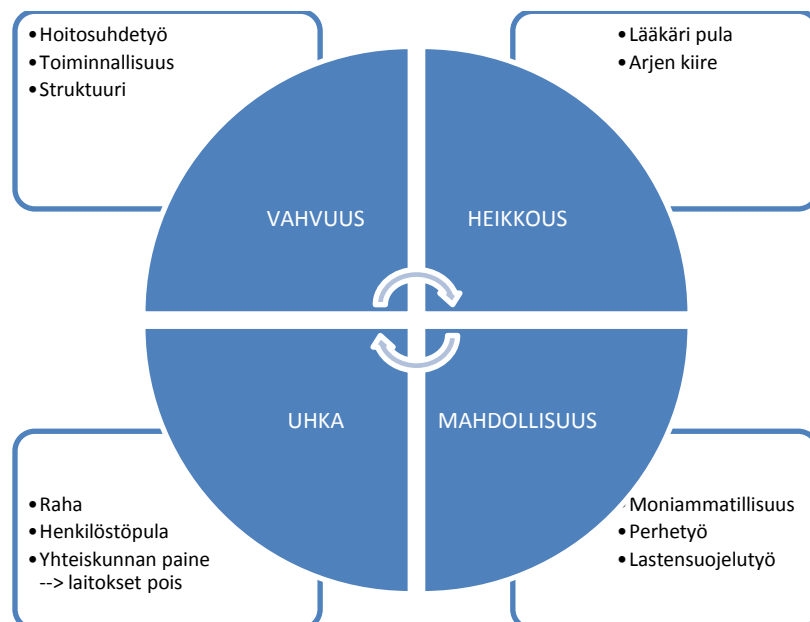 •Hoitosuhdetyö
•Toiminnallisuus
•Struktuuri
•Lääkäri pula
•Arjen kiire
VAHVUUS
HEIKKOUS
UHKA
MAHDOLLISUUS
•Raha
•Henkilöstöpula
•Yhteiskunnan paine
--> laitokset pois
•Moniammatillisuus
•Perhetyö
•Lastensuojelutyö